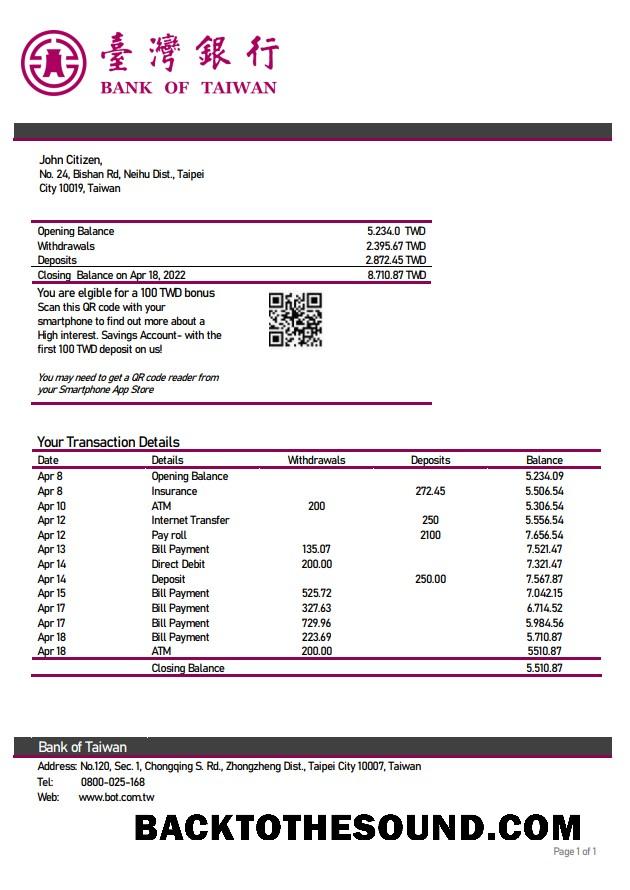 臺灣銀行
BANK OF TAIWAN
John Citizen,
No. 24, Bishan Rd, Neihu Dist., Taipei
City 10019, Taiwan
Opening Balance 5.234.0 TWD
Withdrawals 2.395.67 TWD
Deposits 2.872.45 TWD
Closing Balance on Apr 18, 2022 8.710.87 TWD
You are elgible for a 100 TWD bonus
Scan this QR code with your
smartphone to find out more about a
High interest. Savings Account- with the
first 100 TWD deposit on us!
You may need to get a QR code reader from
your Smartphone App Store
Your Transaction Details
Date Details Withdrawals Deposits Balance
Apr 8 Opening Balance 5.234.09
Apr 8 Insurance 272.45 5.506.54
Apr 10 ATM 200 5.306.54
Apr 12 Internet Transfer 250 5.556.54
Apr 12 Pay roll 2100 7.656.54
Apr 13 Bill Payment 135.07 7.521.47
Apr 14 Direct Debit 200.00 7.321.47
Apr 14 Deposit 250.00 7.567.87
Apr 15 Bill Payment 525.72 7.042.15
Apr 17 Bill Payment 327.63 6.714.52
Apr 17 Bill Payment 729.96 5.984.56
Apr 18 Bill Payment 223.69 5.710.87
Apr 18 ATM 200.00 5510.87
Closing Balance 5.510.87
Bank of Taiwan
Address: No.120, Sec. 1, Chongqing S. Rd., Zhongzheng Dist., Taipei City 10007, Taiwan
Tel: 0800-025-168
Web: www.bot.com.tw
BACKTOTHESOUND.COM
Page 1 of 1